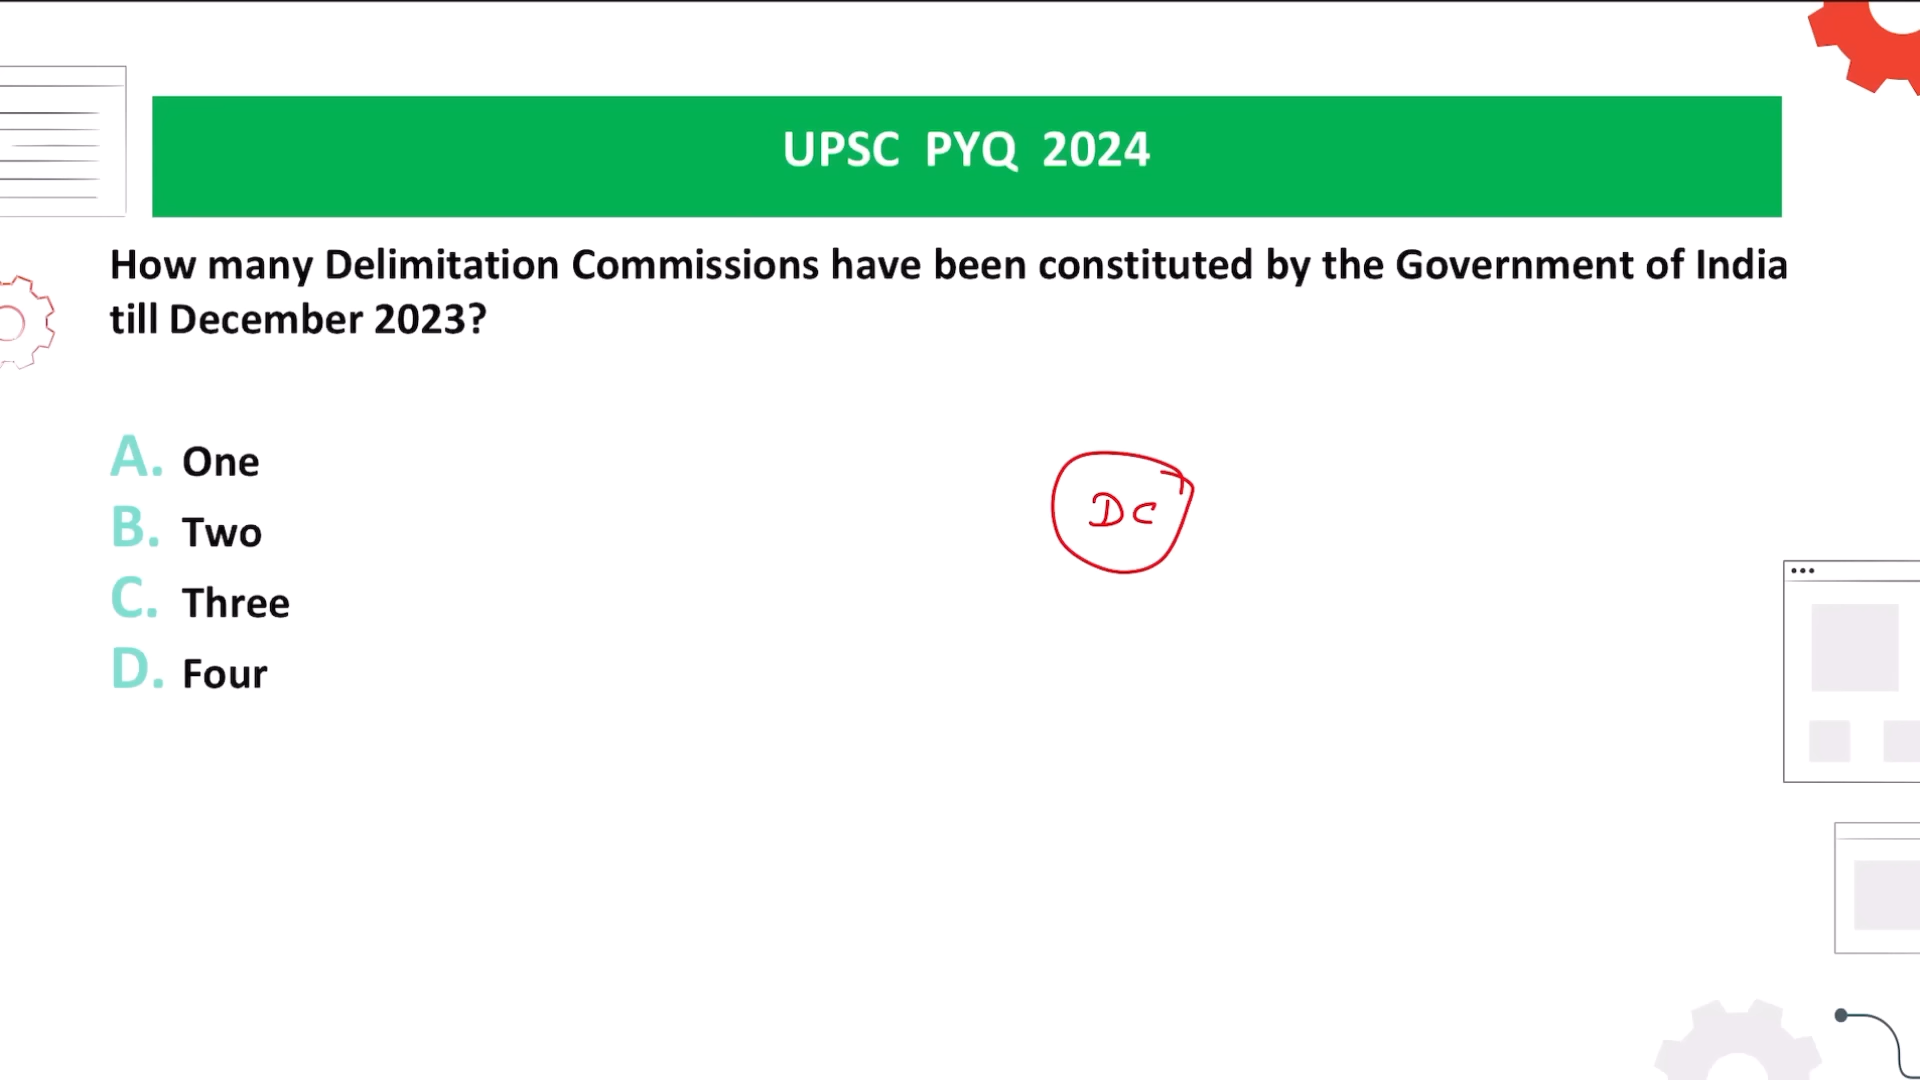 UPSC PYQ 2024
How many Delimitation Commissions have been constituted by the Government of India
till December 2023?
A. One
B. Two
C. Three
D. Four
DC